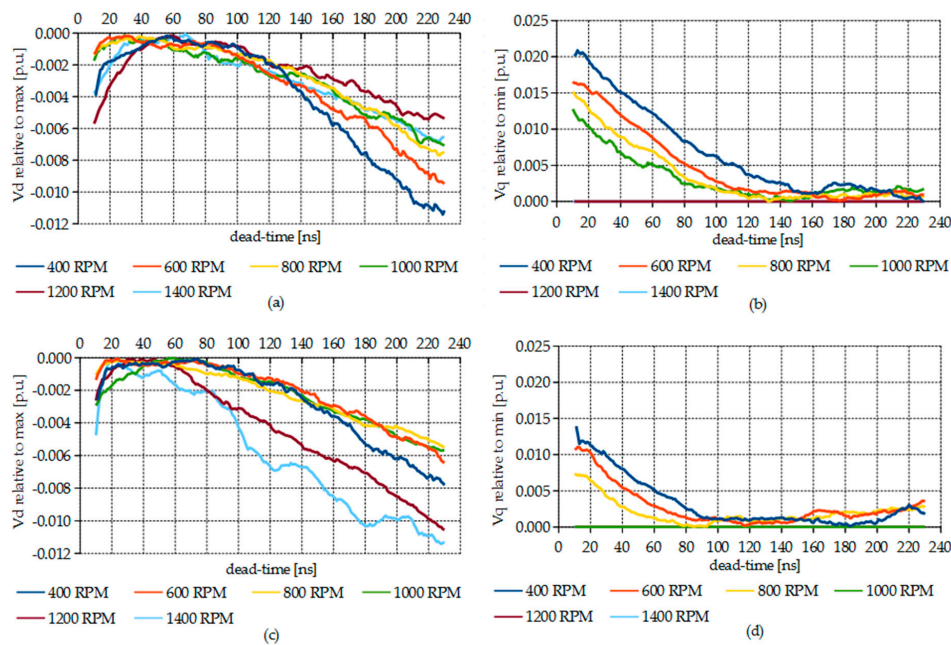 0 20 40 60 80 100 120 140 160 180 200 220 240
0.000
-0.002
-0.004
-0.006
-0.008
-0.010
-0.012
Vd relative to max [p.u.]
dead-time [ns]
400 RPM 600 RPM 800 RPM 1000 RPM
1200 RPM 1400 RPM
(a)
0.025
0.020
0.015
0.010
0.005
0.000
Vq relative to min [p.u.]
0 20 40 60 80 100 120 140 160 180 200 220 240
dead-time [ns]
400 RPM 600 RPM 800 RPM 1000 RPM
1200 RPM 1400 RPM
(b)
0 20 40 60 80 100 120 140 160 180 200 220 240
0.000
-0.002
-0.004
-0.006
-0.008
-0.010
-0.012
Vd relative to max [p.u.]
dead-time [ns]
400 RPM 600 RPM 800 RPM 1000 RPM
1200 RPM 1400 RPM
(c)
0.025
0.020
0.015
0.010
0.005
0.000
Vq relative to min [p.u.]
0 20 40 60 80 100 120 140 160 180 200 220 240
dead-time [ns]
400 RPM 600 RPM 800 RPM 1000 RPM
1200 RPM 1400 RPM
(d)